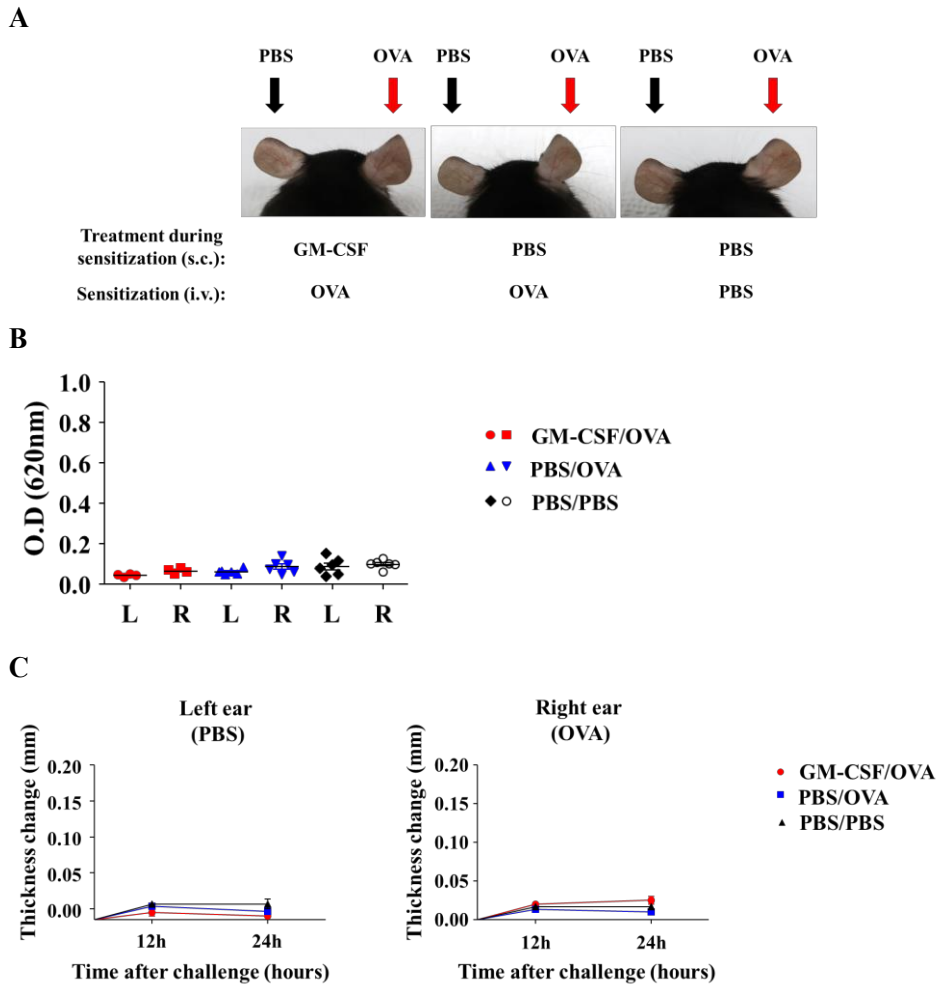 A
PBS OVA PBS OVA PBS OVA
Treatment during
sensitization (s.c.):
GM-CSF PBS PBS
Sensitization (i.v.): OVA OVA PBS
B
O.D (620nm)
1.0
0.8
0.6
0.4
0.2
0.0
L R L R L R
GM-CSF/OVA
PBS/OVA
PBS/PBS
C
Left ear
(PBS)
Thickness change (mm)
0.20
0.15
0.10
0.05
0.00
12h 24h
Time after challenge (hours)
Right ear
(OVA)
Thickness change (mm)
0.20
0.15
0.10
0.05
0.00
12h 24h
Time after challenge (hours)
GM-CSF/OVA
PBS/OVA
PBS/PBS